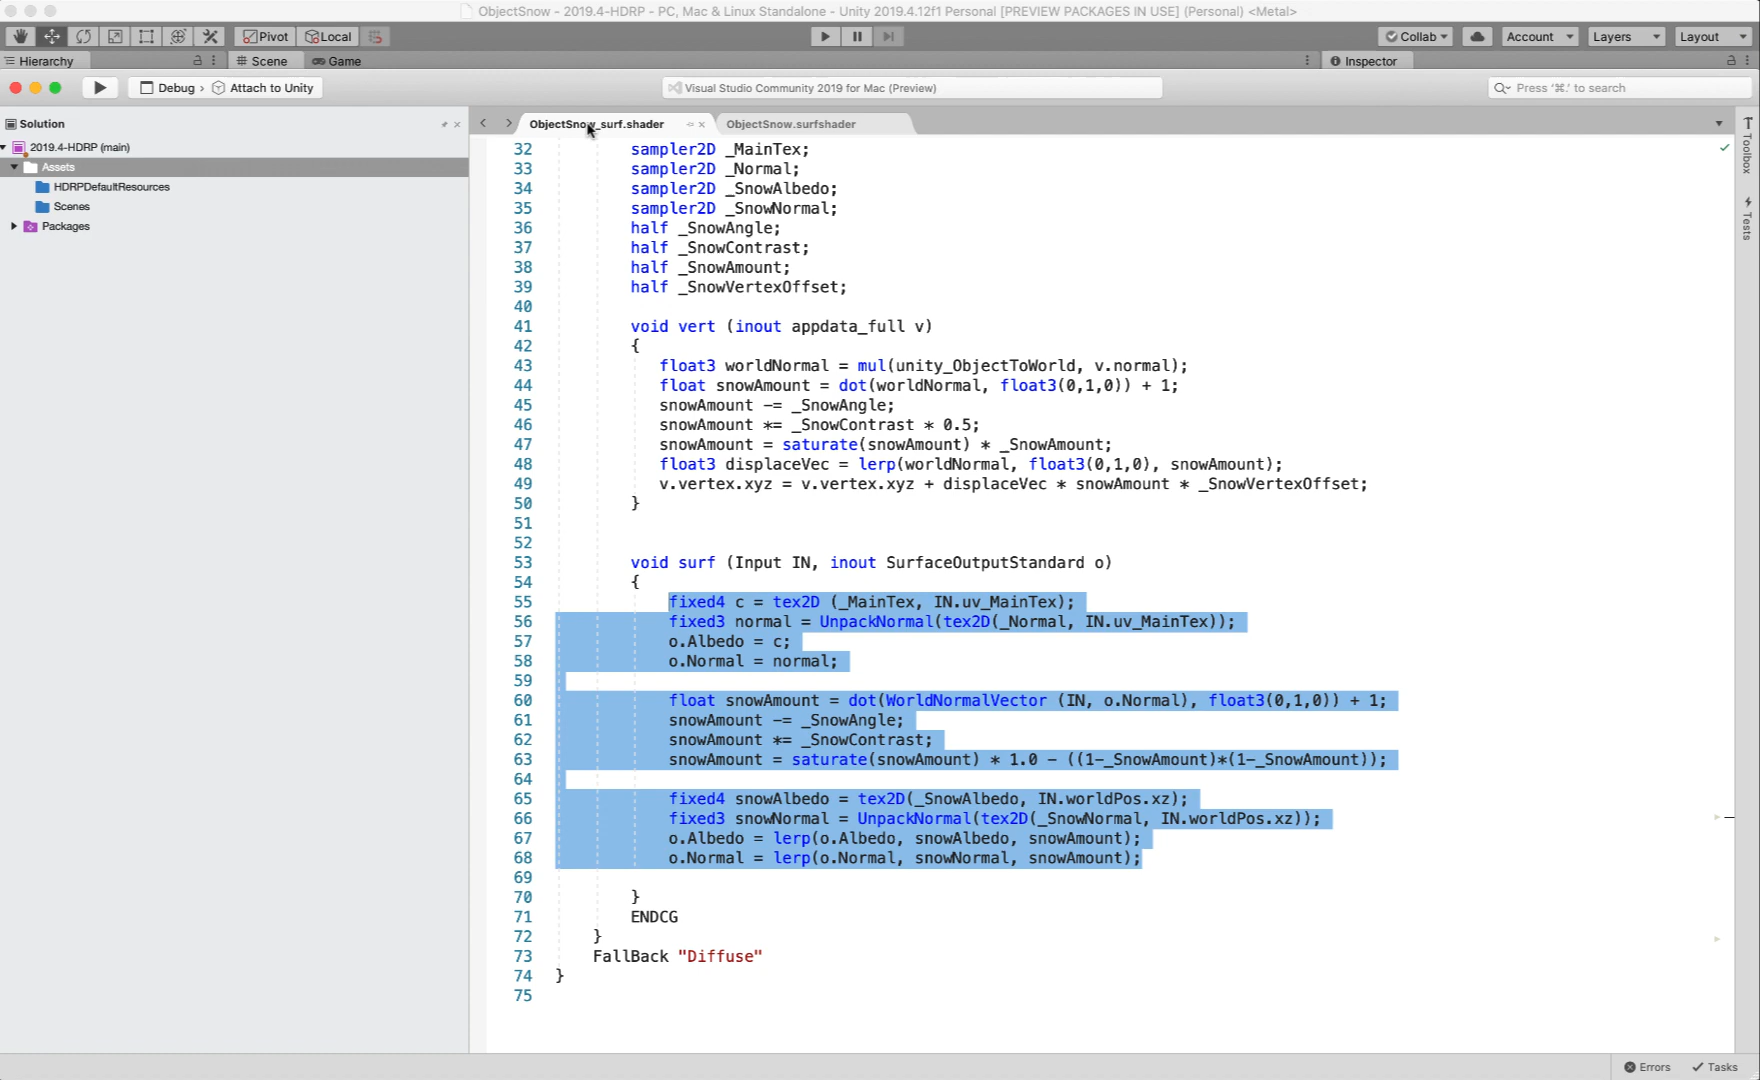 ObjectSnow - 2019.4-HDRP - PC, Mac & Linux Standalone - Unity 2019.4.12f1 Personal [PREVIEW PACKAGES IN USE] (Personal) <Metal>
Pivot Local Collab Account Layers Layout
Hierarchy # Scene Game Inspector
Debug › Attach to Unity Visual Studio Community 2019 for Mac (Preview) Press '⌘.' to search
Solution ObjectSnow_surf.shader ObjectSnow.surfshader
2019.4-HDRP (main)
Assets
HDRPDefaultResources
Scenes
Packages
Toolbox
Tests
32 sampler2D _MainTex;
33 sampler2D _Normal;
34 sampler2D _SnowAlbedo;
35 sampler2D _SnowNormal;
36 half _SnowAngle;
37 half _SnowContrast;
38 half _SnowAmount;
39 half _SnowVertexOffset;
40
41 void vert (inout appdata_full v)
42 {
43 float3 worldNormal = mul(unity_ObjectToWorld, v.normal);
44 float snowAmount = dot(worldNormal, float3(0,1,0)) + 1;
45 snowAmount -= _SnowAngle;
46 snowAmount *= _SnowContrast * 0.5;
47 snowAmount = saturate(snowAmount) * _SnowAmount;
48 float3 displaceVec = lerp(worldNormal, float3(0,1,0), snowAmount);
49 v.vertex.xyz = v.vertex.xyz + displaceVec * snowAmount * _SnowVertexOffset;
50 }
51
52
53 void surf (Input IN, inout SurfaceOutputStandard o)
54 {
55 fixed4 c = tex2D (_MainTex, IN.uv_MainTex);
56 fixed3 normal = UnpackNormal(tex2D(_Normal, IN.uv_MainTex));
57 o.Albedo = c;
58 o.Normal = normal;
59
60 float snowAmount = dot(WorldNormalVector (IN, o.Normal), float3(0,1,0)) + 1;
61 snowAmount -= _SnowAngle;
62 snowAmount *= _SnowContrast;
63 snowAmount = saturate(snowAmount) * 1.0 - ((1-_SnowAmount)*(1-_SnowAmount));
64
65 fixed4 snowAlbedo = tex2D(_SnowAlbedo, IN.worldPos.xz);
66 fixed3 snowNormal = UnpackNormal(tex2D(_SnowNormal, IN.worldPos.xz));
67 o.Albedo = lerp(o.Albedo, snowAlbedo, snowAmount);
68 o.Normal = lerp(o.Normal, snowNormal, snowAmount);
69
70 }
71 ENDCG
72 }
73 FallBack "Diffuse"
74 }
75
Errors Tasks